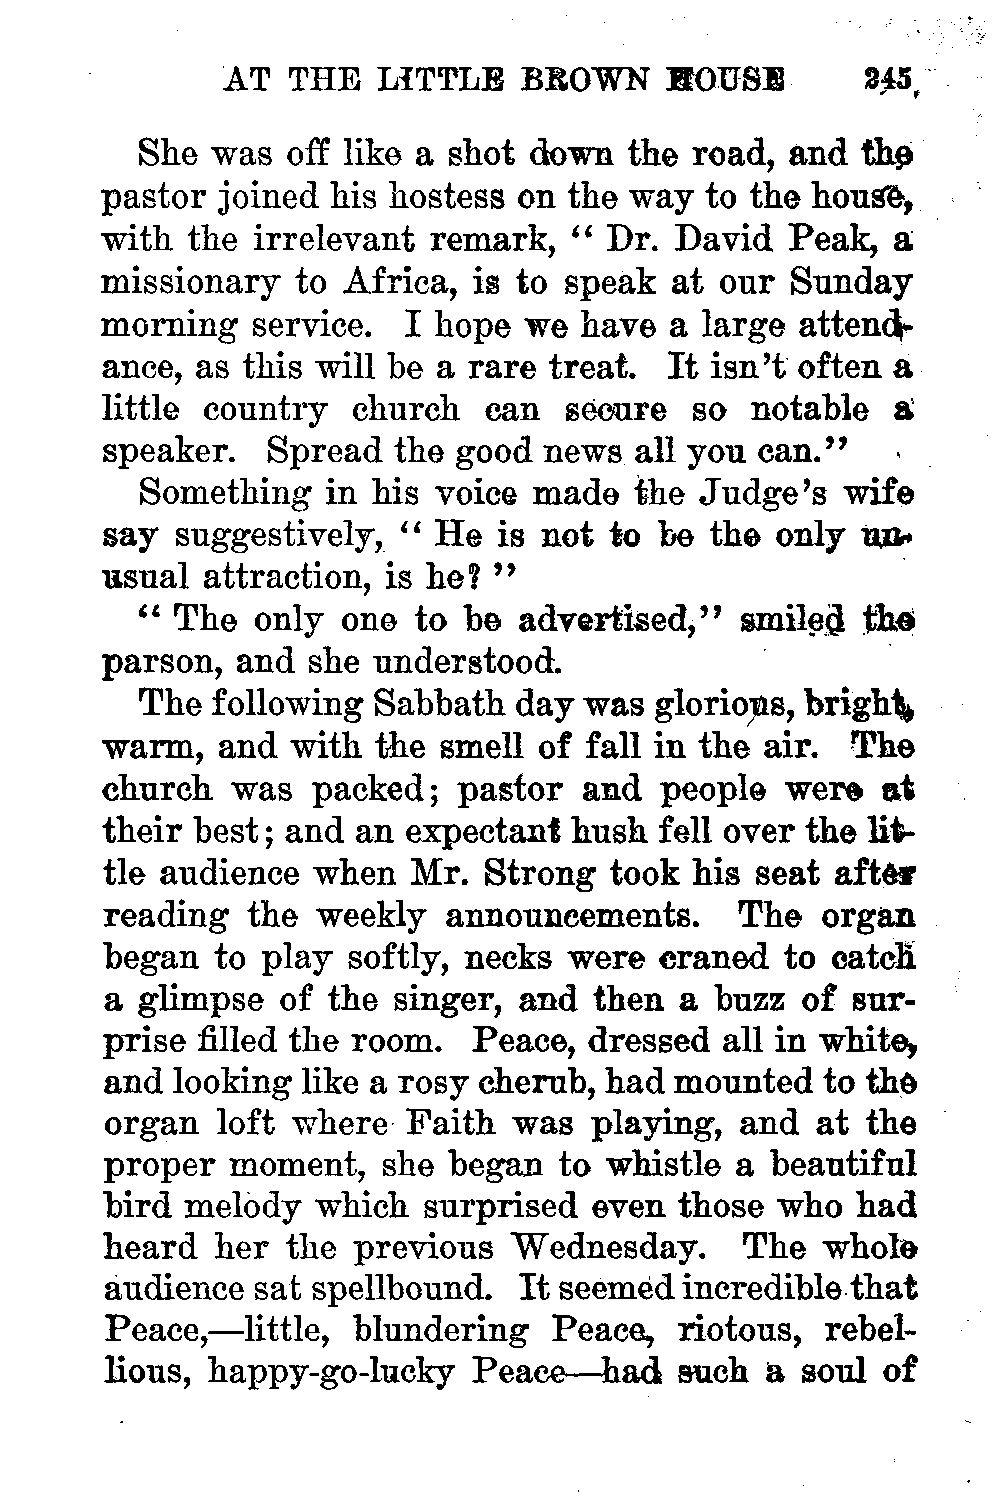 AT THE LITTLE BROWN HOUSE 245
She was off like a shot down the road, and the
pastor joined his hostess on the way to the house,
with the irrelevant remark, “ Dr. David Peak, a
missionary to Africa, is to speak at our Sunday
morning service. I hope we have a large attend-
ance, as this will be a rare treat. It isn’t often a
little country church can secure so notable a
speaker. Spread the good news all you can.”
Something in his voice made the Judge’s wife
say suggestively, “ He is not to be the only un-
usual attraction, is he? ”
“ The only one to be advertised,” smiled the
parson, and she understood.
The following Sabbath day was glorious, bright,
warm, and with the smell of fall in the air. The
church was packed; pastor and people were at
their best; and an expectant hush fell over the lit-
tle audience when Mr. Strong took his seat after
reading the weekly announcements. The organ
began to play softly, necks were craned to catch
a glimpse of the singer, and then a buzz of sur-
prise filled the room. Peace, dressed all in white,
and looking like a rosy cherub, had mounted to the
organ loft where Faith was playing, and at the
proper moment, she began to whistle a beautiful
bird melody which surprised even those who had
heard her the previous Wednesday. The whole
audience sat spellbound. It seemed incredible that
Peace,—little, blundering Peace, riotous, rebel-
lious, happy-go-lucky Peace—had such a soul of